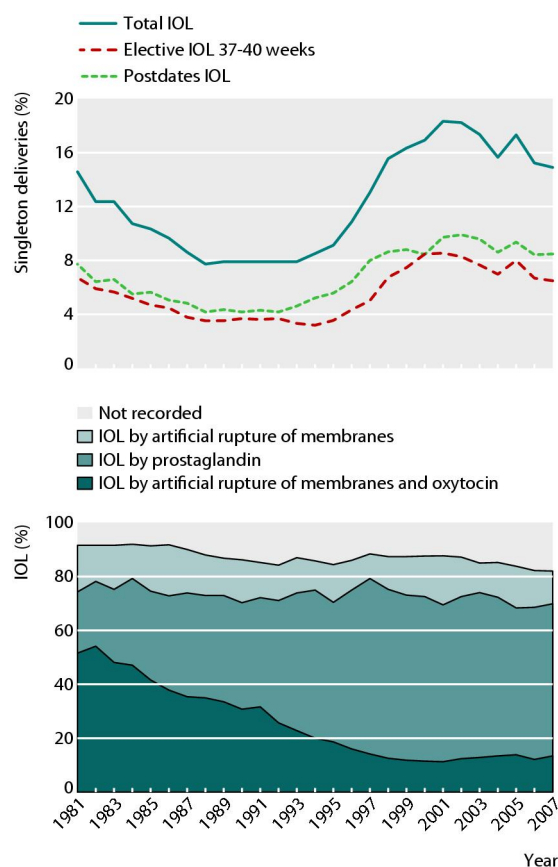 Total IOL
Elective IOL 37-40 weeks
Postdates IOL
Singleton deliveries (%)
20
16
12
8
4
0
Not recorded
IOL by artificial rupture of membranes
IOL by prostaglandin
IOL by artificial rupture of membranes and oxytocin
IOL (%)
100
80
60
40
20
0
1981
1983
1985
1987
1989
1991
1993
1995
1997
1999
2001
2003
2005
2007
Year